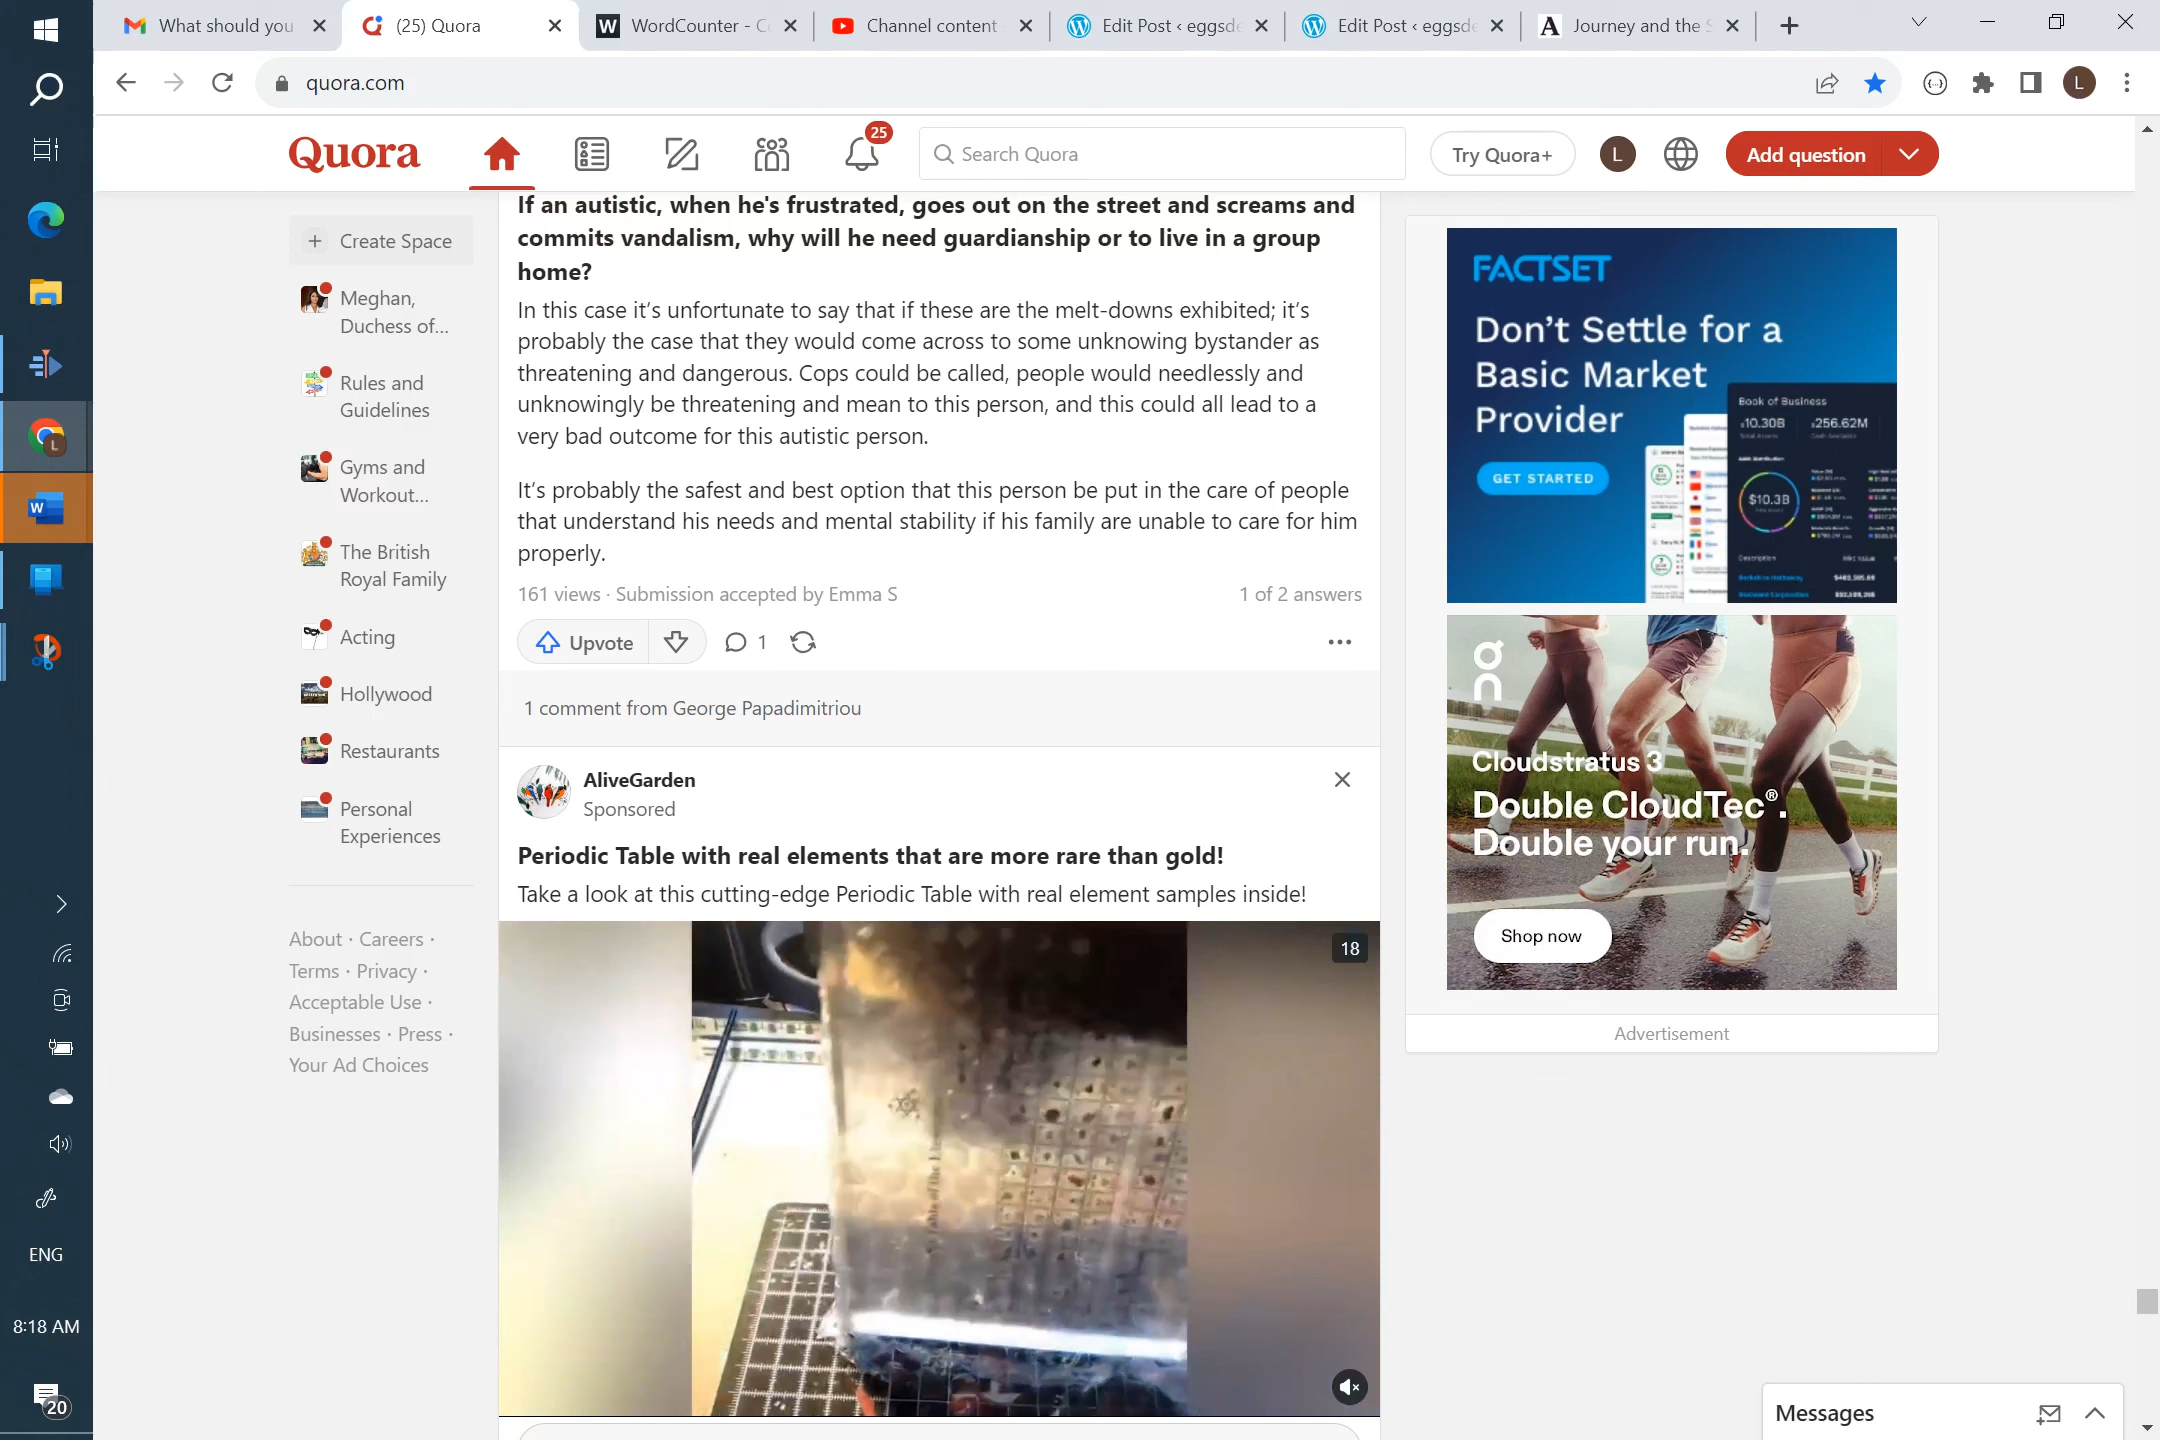 What should you
(25) Quora
WordCounter - C
Channel content
Edit Post ‹ eggsde
Edit Post ‹ eggsde
Journey and the S
quora.com
L
Quora
25
Search Quora
Try Quora+
L
Add question
Create Space
Meghan,
Duchess of...
Rules and
Guidelines
Gyms and
Workout...
The British
Royal Family
Acting
Hollywood
Restaurants
Personal
Experiences
About · Careers ·
Terms · Privacy ·
Acceptable Use ·
Businesses · Press ·
Your Ad Choices
If an autistic, when he's frustrated, goes out on the street and screams and
commits vandalism, why will he need guardianship or to live in a group
home?
In this case it’s unfortunate to say that if these are the melt-downs exhibited; it’s
probably the case that they would come across to some unknowing bystander as
threatening and dangerous. Cops could be called, people would needlessly and
unknowingly be threatening and mean to this person, and this could all lead to a
very bad outcome for this autistic person.
It’s probably the safest and best option that this person be put in the care of people
that understand his needs and mental stability if his family are unable to care for him
properly.
161 views · Submission accepted by Emma S
1 of 2 answers
Upvote
1
1 comment from George Papadimitriou
AliveGarden
Sponsored
Periodic Table with real elements that are more rare than gold!
Take a look at this cutting-edge Periodic Table with real element samples inside!
18
FACTSET
Don’t Settle for a
Basic Market
Provider
GET STARTED
Book of Business
$10.30B
$256.62M
$10.3B
Description
Cloudstratus 3
Double CloudTec®.
Double your run.
Shop now
Advertisement
Messages
L
W
ENG
8:18 AM
20